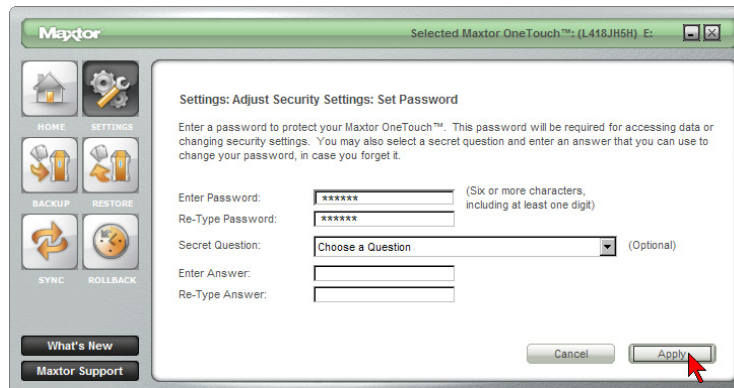 Maxtor
Selected Maxtor OneTouch™: (L418JH5H) E:
HOME SETTINGS
BACKUP RESTORE
SYNC ROLLBACK
What's New
Maxtor Support
Settings: Adjust Security Settings: Set Password
Enter a password to protect your Maxtor OneTouch™. This password will be required for accessing data or
changing security settings. You may also select a secret question and enter an answer that you can use to
change your password, in case you forget it.
Enter Password: ****** (Six or more characters,
including at least one digit)
Re-Type Password: ******
Secret Question: Choose a Question (Optional)
Enter Answer:
Re-Type Answer:
Cancel Apply